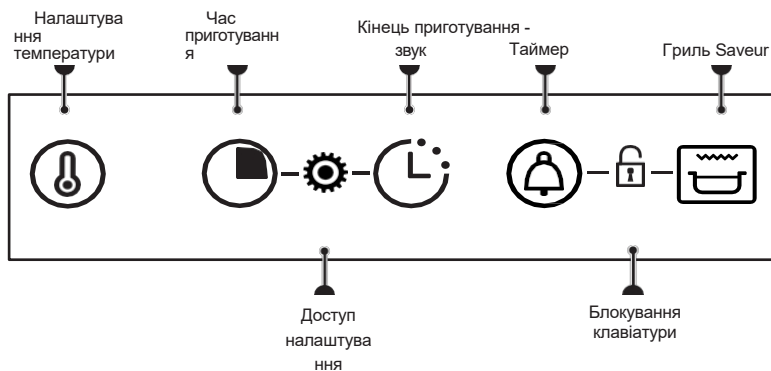 Налаштува
ння
температури
Час
приготуванн
я
Кінець приготування -
звук
Таймер
Гриль Saveur
Доступ
налаштува
ння
Блокування
клавіатури